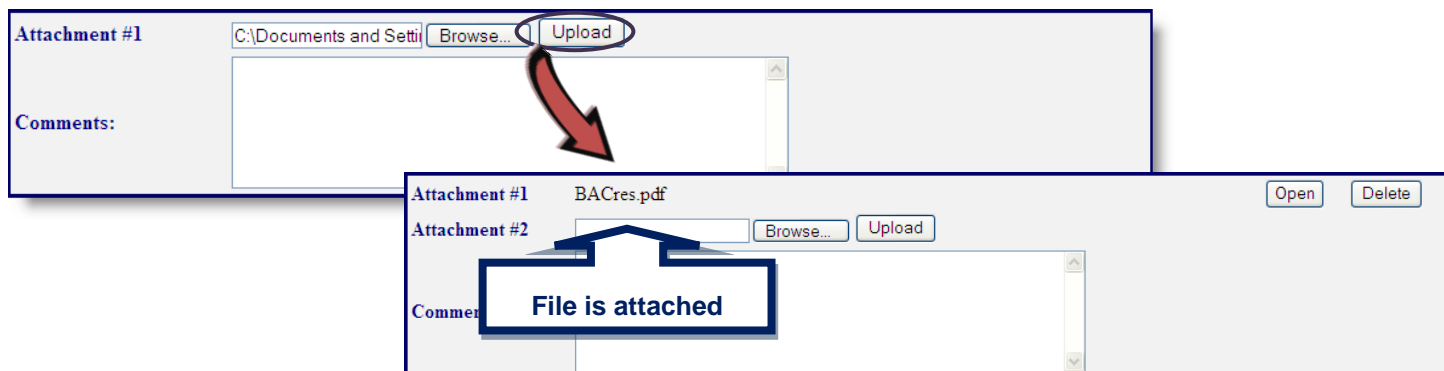 Attachment #1 C:\Documents and Settin Browse... Upload
Comments:
Attachment #1 BACres.pdf Open Delete
Attachment #2 Browse... Upload
Commen
File is attached